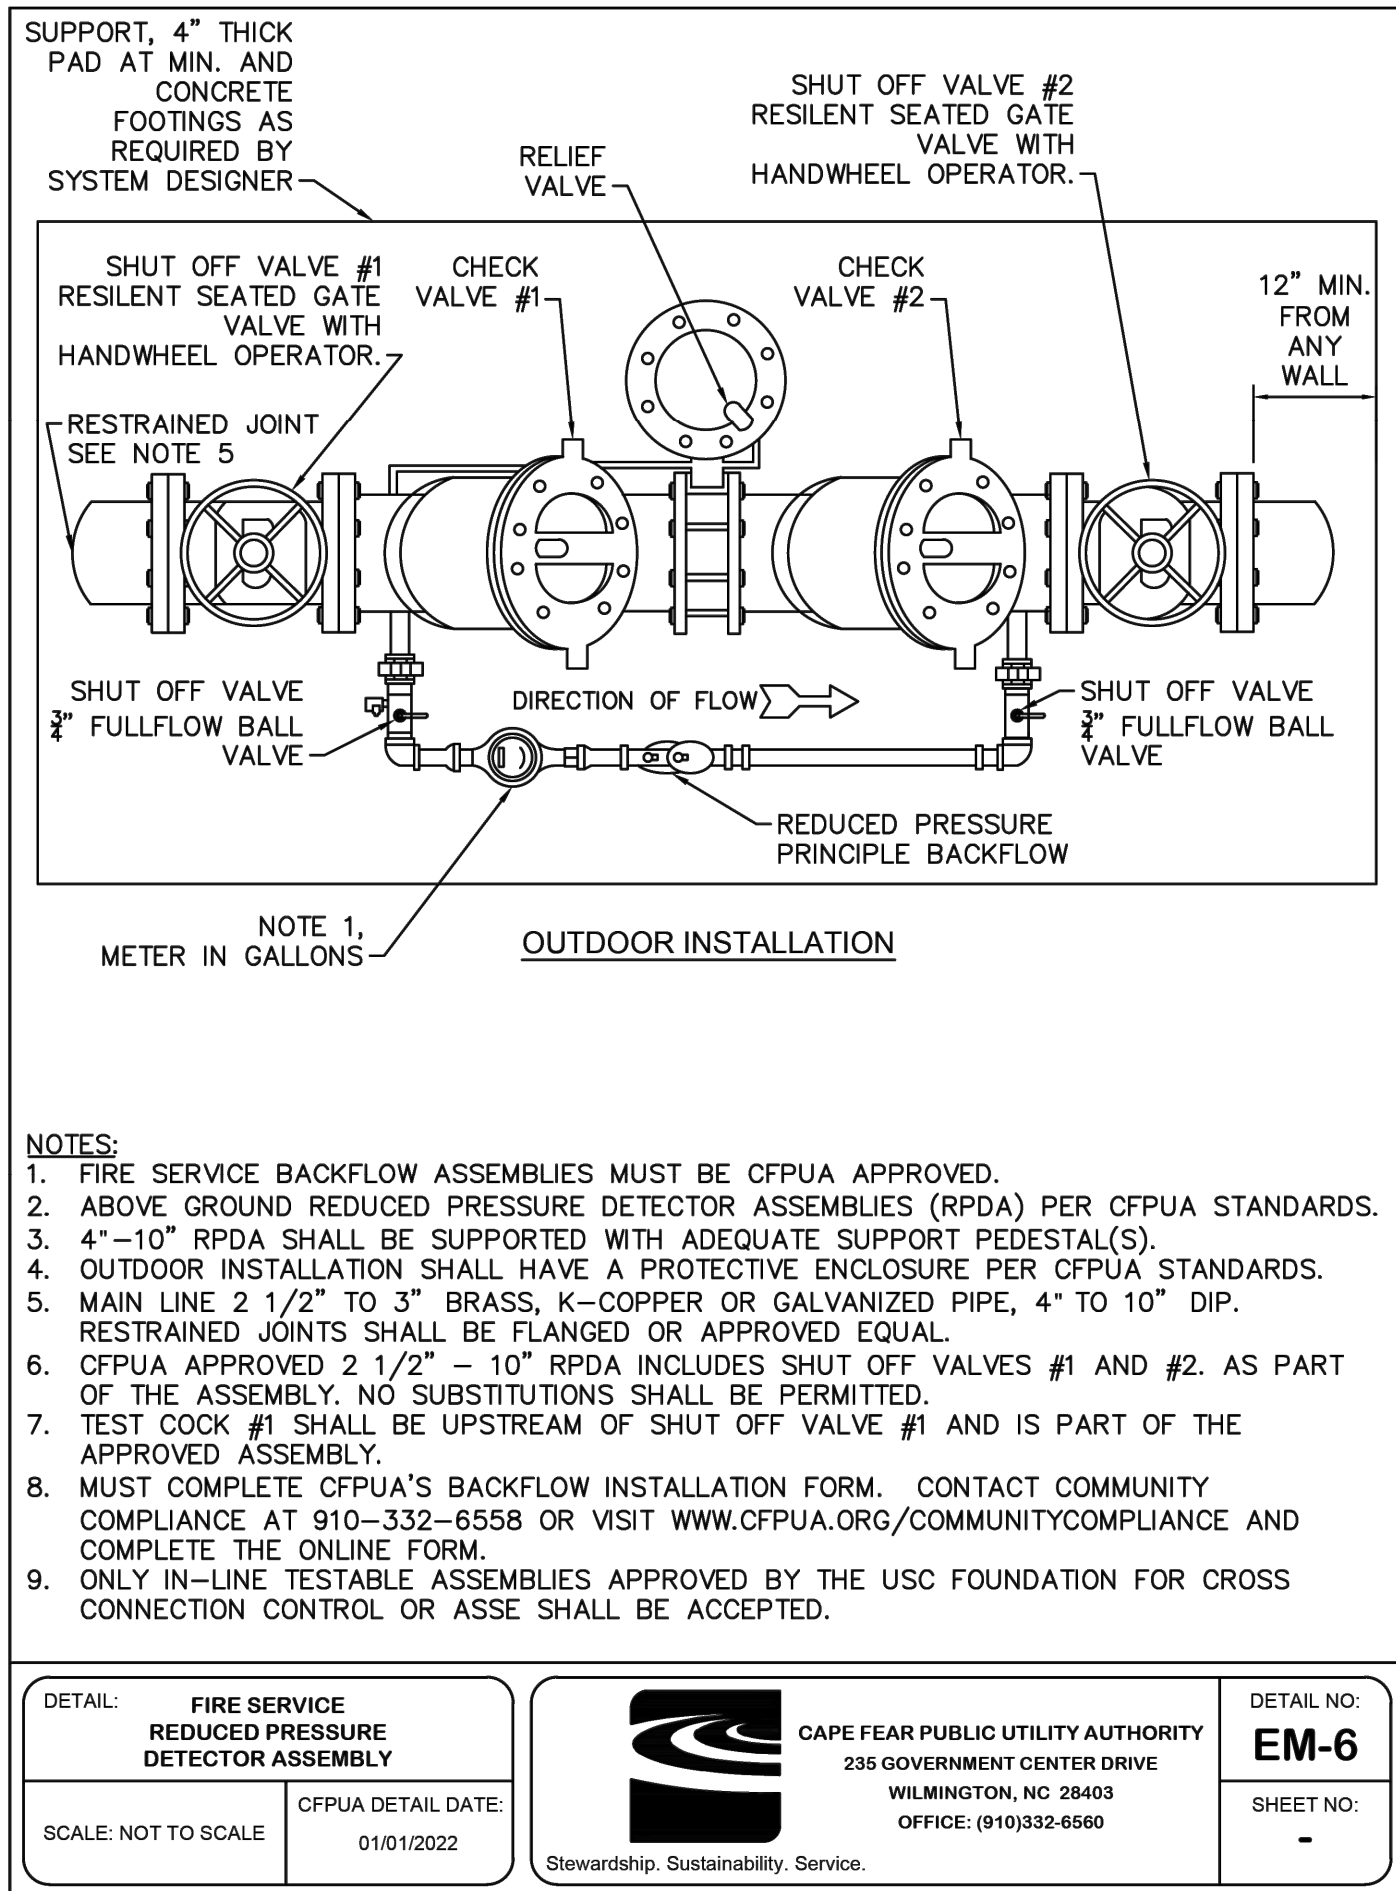 SUPPORT, 4” THICK
PAD AT MIN. AND
CONCRETE
FOOTINGS AS
REQUIRED BY
SYSTEM DESIGNER
RELIEF
VALVE
SHUT OFF VALVE #2
RESILENT SEATED GATE
VALVE WITH
HANDWHEEL OPERATOR.
SHUT OFF VALVE #1
RESILENT SEATED GATE
VALVE WITH
HANDWHEEL OPERATOR.
CHECK
VALVE #1
CHECK
VALVE #2
12” MIN.
FROM
ANY
WALL
RESTRAINED JOINT
SEE NOTE 5
SHUT OFF VALVE
3/4” FULLFLOW BALL
VALVE
DIRECTION OF FLOW
SHUT OFF VALVE
3/4” FULLFLOW BALL
VALVE
REDUCED PRESSURE
PRINCIPLE BACKFLOW
NOTE 1,
METER IN GALLONS
OUTDOOR INSTALLATION
NOTES:
1. FIRE SERVICE BACKFLOW ASSEMBLIES MUST BE CFPUA APPROVED.
2. ABOVE GROUND REDUCED PRESSURE DETECTOR ASSEMBLIES (RPDA) PER CFPUA STANDARDS.
3. 4"–10” RPDA SHALL BE SUPPORTED WITH ADEQUATE SUPPORT PEDESTAL(S).
4. OUTDOOR INSTALLATION SHALL HAVE A PROTECTIVE ENCLOSURE PER CFPUA STANDARDS.
5. MAIN LINE 2 1/2” TO 3” BRASS, K–COPPER OR GALVANIZED PIPE, 4" TO 10” DIP.
RESTRAINED JOINTS SHALL BE FLANGED OR APPROVED EQUAL.
6. CFPUA APPROVED 2 1/2” – 10” RPDA INCLUDES SHUT OFF VALVES #1 AND #2. AS PART
OF THE ASSEMBLY. NO SUBSTITUTIONS SHALL BE PERMITTED.
7. TEST COCK #1 SHALL BE UPSTREAM OF SHUT OFF VALVE #1 AND IS PART OF THE
APPROVED ASSEMBLY.
8. MUST COMPLETE CFPUA’S BACKFLOW INSTALLATION FORM. CONTACT COMMUNITY
COMPLIANCE AT 910–332–6558 OR VISIT WWW.CFPUA.ORG/COMMUNITYCOMPLIANCE AND
COMPLETE THE ONLINE FORM.
9. ONLY IN–LINE TESTABLE ASSEMBLIES APPROVED BY THE USC FOUNDATION FOR CROSS
CONNECTION CONTROL OR ASSE SHALL BE ACCEPTED.
DETAIL:
FIRE SERVICE
REDUCED PRESSURE
DETECTOR ASSEMBLY
SCALE: NOT TO SCALE
CFPUA DETAIL DATE:
01/01/2022
CAPE FEAR PUBLIC UTILITY AUTHORITY
235 GOVERNMENT CENTER DRIVE
WILMINGTON, NC 28403
OFFICE: (910)332-6560
Stewardship. Sustainability. Service.
DETAIL NO:
EM-6
SHEET NO:
-